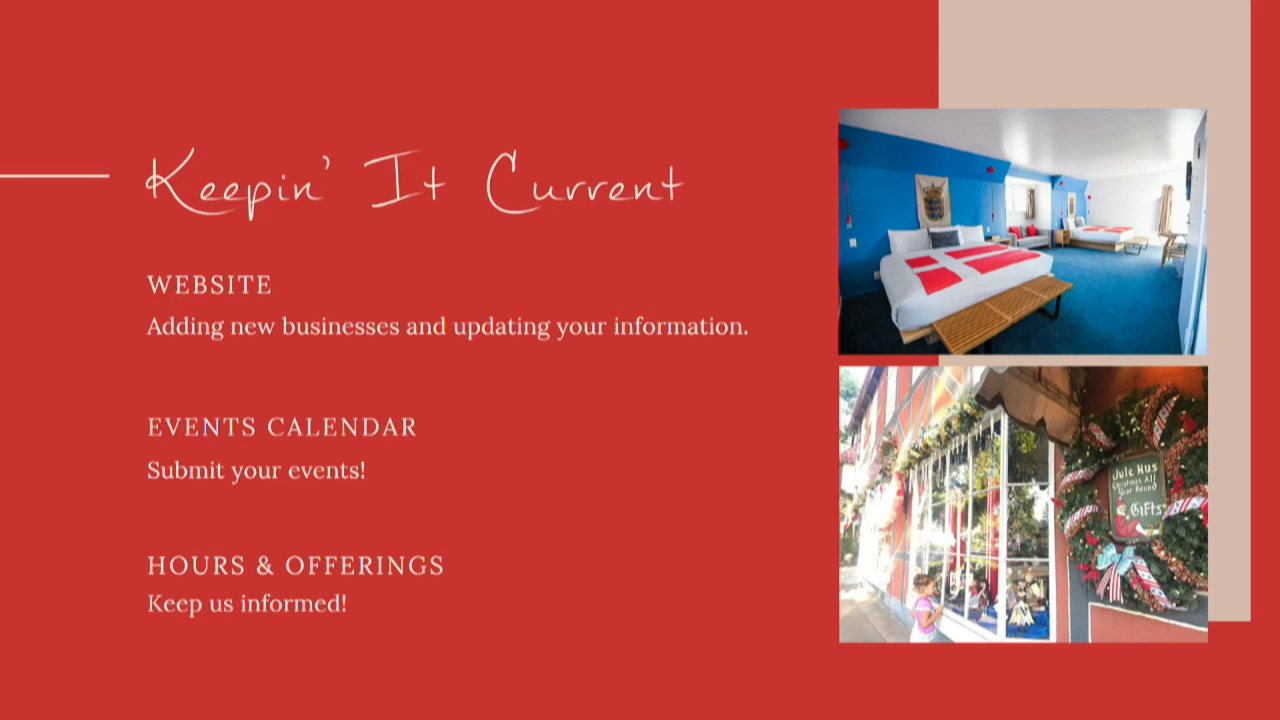 Keepin' It Current
WEBSITE
Adding new businesses and updating your information.
EVENTS CALENDAR
Submit your events!
HOURS & OFFERINGS
Keep us informed!
Jule Hus
Christmas All
Year Round
& Gifts